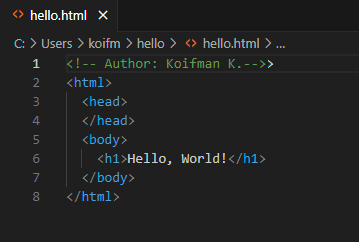 <> hello.html ×
C: > Users > koifm > hello > <> hello.html > ...
1 <!-- Author: Koifman K.-->>
2 <html>
3   <head>
4   </head>
5   <body>
6     <h1>Hello, World!</h1>
7   </body>
8 </html>